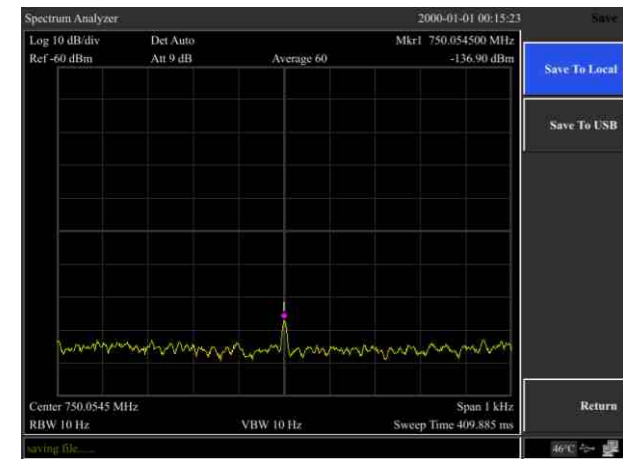 Spectrum Analyzer 2000-01-01 00:15:23 Save
Log 10 dB/div Det Auto Mkr1 750.054500 MHz
Ref -60 dBm Att 9 dB Average 60 -136.90 dBm
Save To Local
Save To USB
Center 750.0545 MHz Span 1 kHz
RBW 10 Hz VBW 10 Hz Sweep Time 409.885 ms
Return
saving file......
46°C